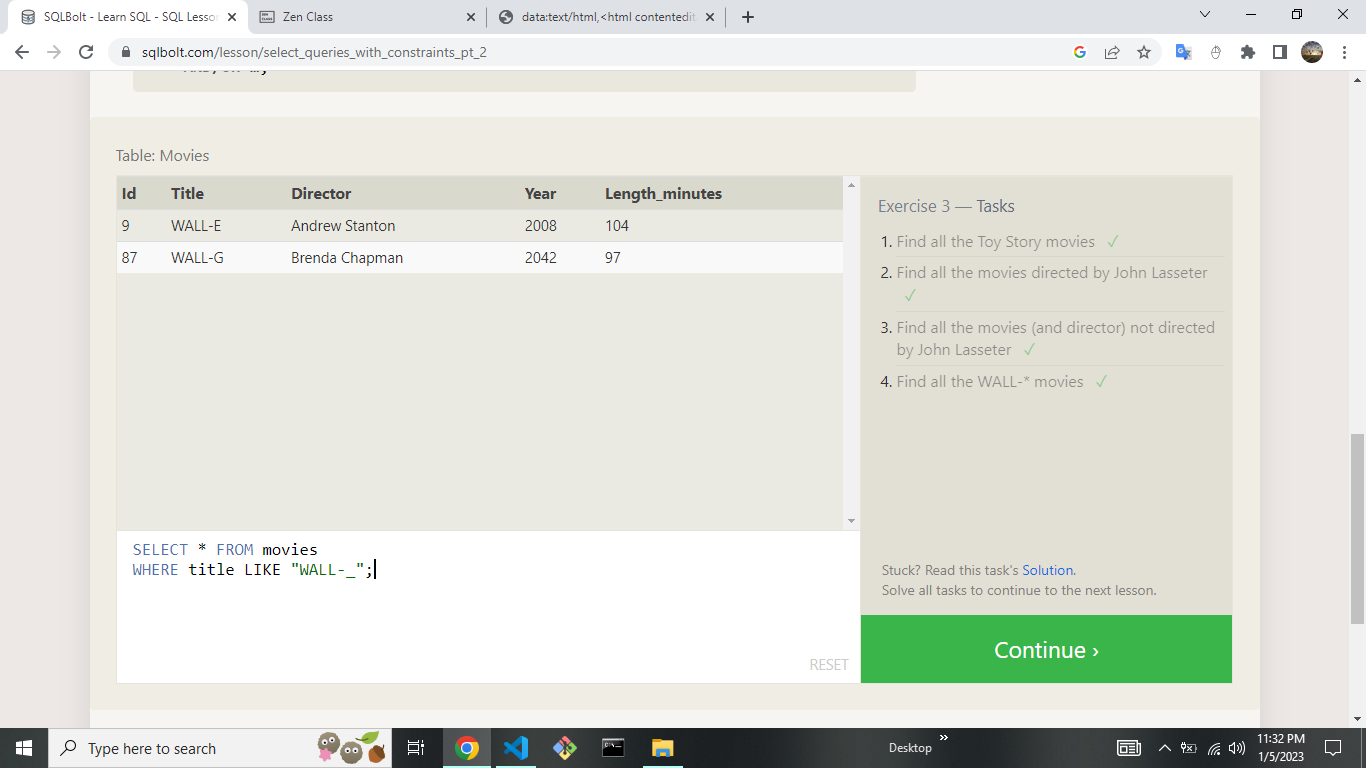 SQLBolt - Learn SQL - SQL Lesson
Zen Class
data:text/html,<html contentedit
sqlbolt.com/lesson/select_queries_with_constraints_pt_2
Table: Movies
Id Title Director Year Length_minutes
9 WALL-E Andrew Stanton 2008 104
87 WALL-G Brenda Chapman 2042 97
Exercise 3 — Tasks
1. Find all the Toy Story movies ✓
2. Find all the movies directed by John Lasseter
✓
3. Find all the movies (and director) not directed
by John Lasseter ✓
4. Find all the WALL-* movies ✓
SELECT * FROM movies
WHERE title LIKE "WALL-_";
RESET
Stuck? Read this task's Solution.
Solve all tasks to continue to the next lesson.
Continue ›
Type here to search
Desktop
11:32 PM
1/5/2023